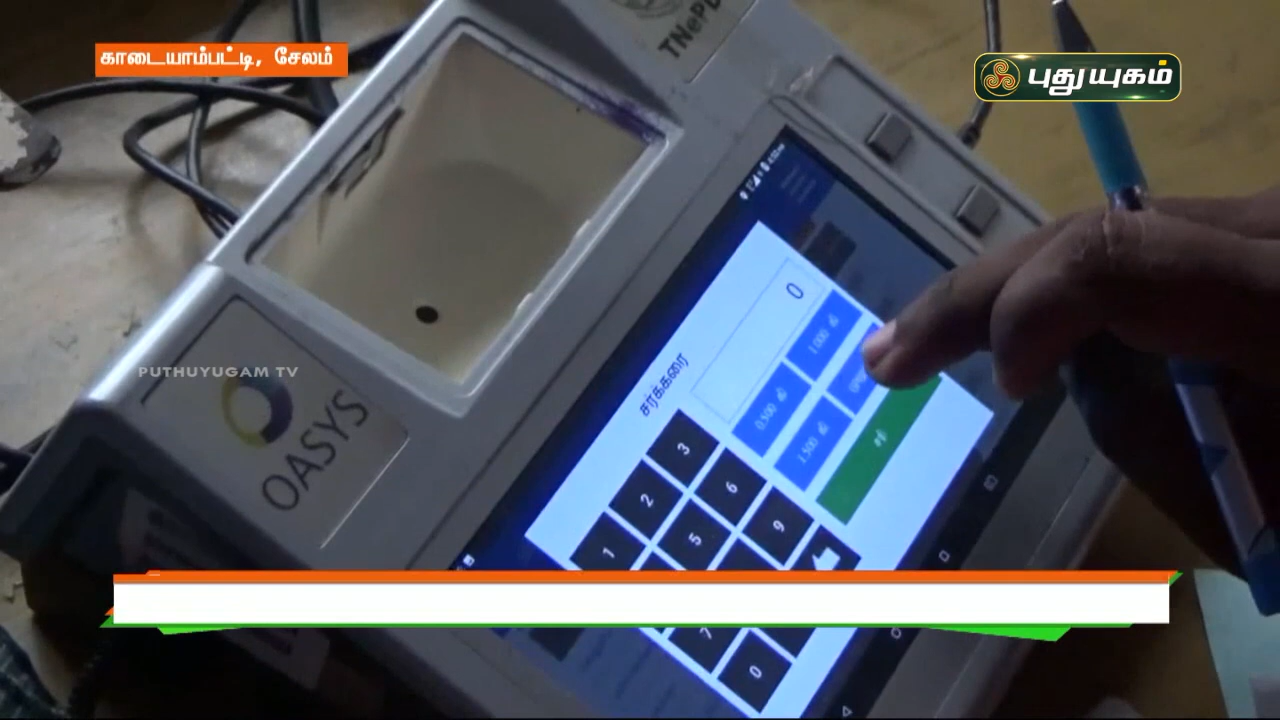 காடையாம்பட்டி, சேலம்
புதுயுகம்
PUTHUYUGAM TV
OASYS
சர்க்கரை
0
0.500 கி
1.000 கி
1.500 கி
சரி
1
2
3
5
6
9
7
0